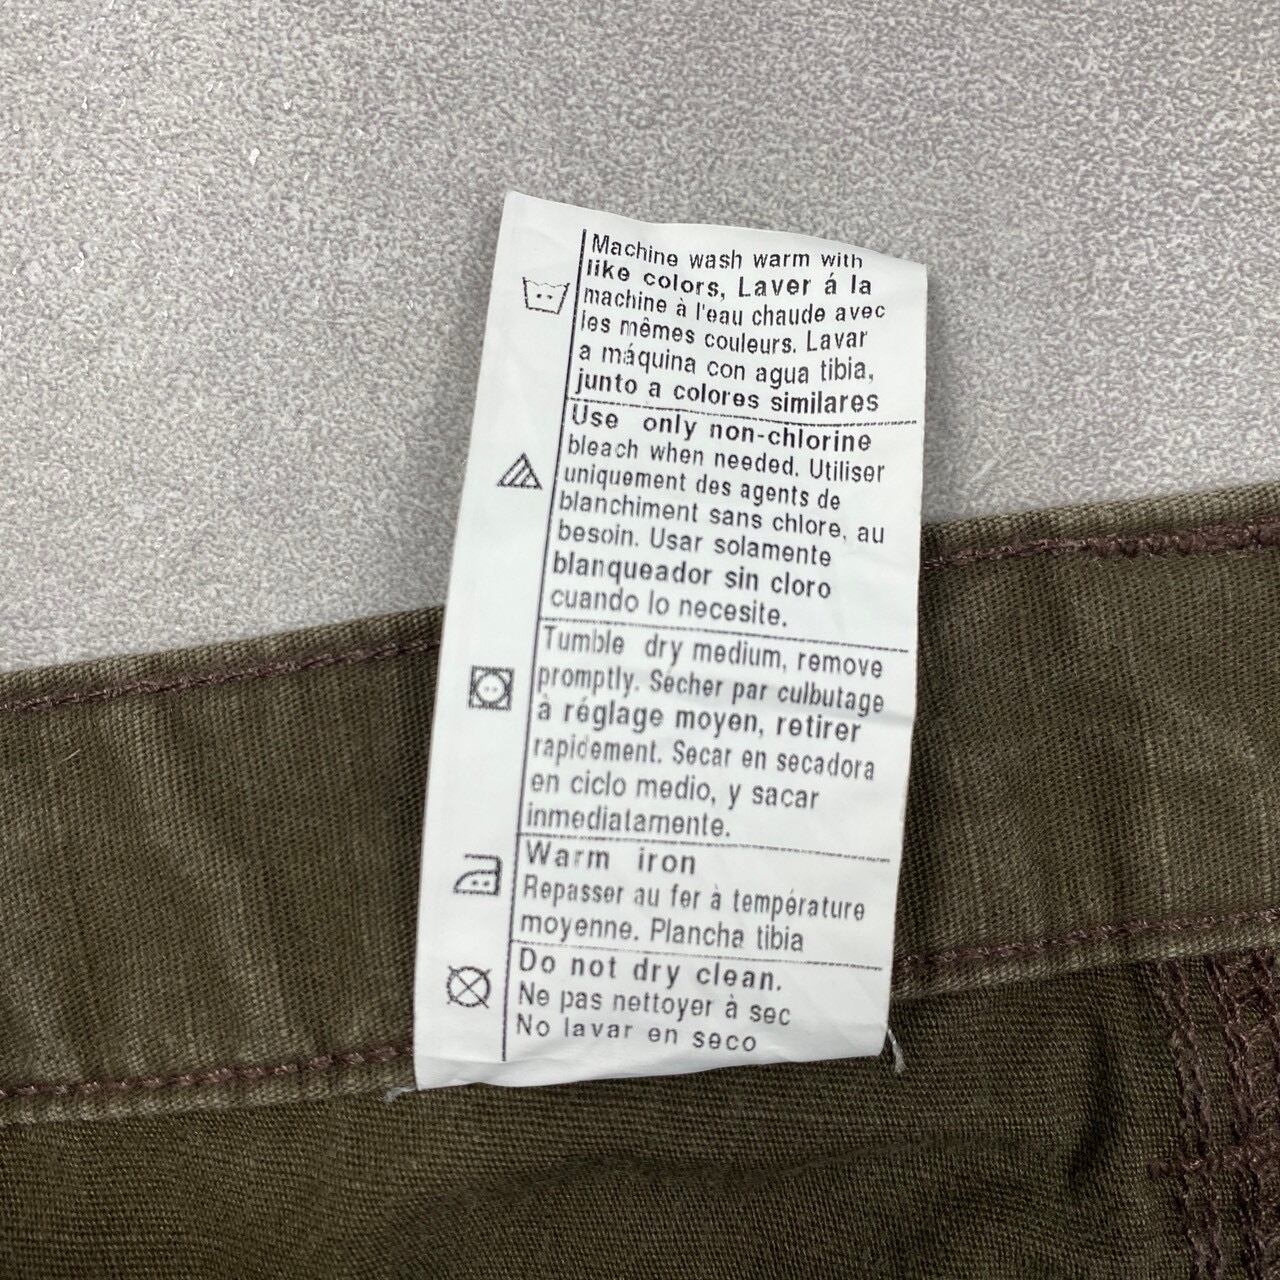 Machine wash warm with
like colors, Laver á la
machine à l'eau chaude avec
les mêmes couleurs. Lavar
a máquina con agua tibia,
junto a colores similares
Use only non-chlorine
bleach when needed. Utiliser
uniquement des agents de
blanchiment sans chlore, au
besoin. Usar solamente
blanqueador sin cloro
cuando lo necesite.
Tumble dry medium, remove
promptly. Sécher par culbutage
à réglage moyen, retirer
rapidement. Secar en secadora
en ciclo medio, y sacar
inmediatamente.
Warm iron
Repasser au fer à température
moyenne. Plancha tibia
Do not dry clean.
Ne pas nettoyer à sec
No lavar en seco